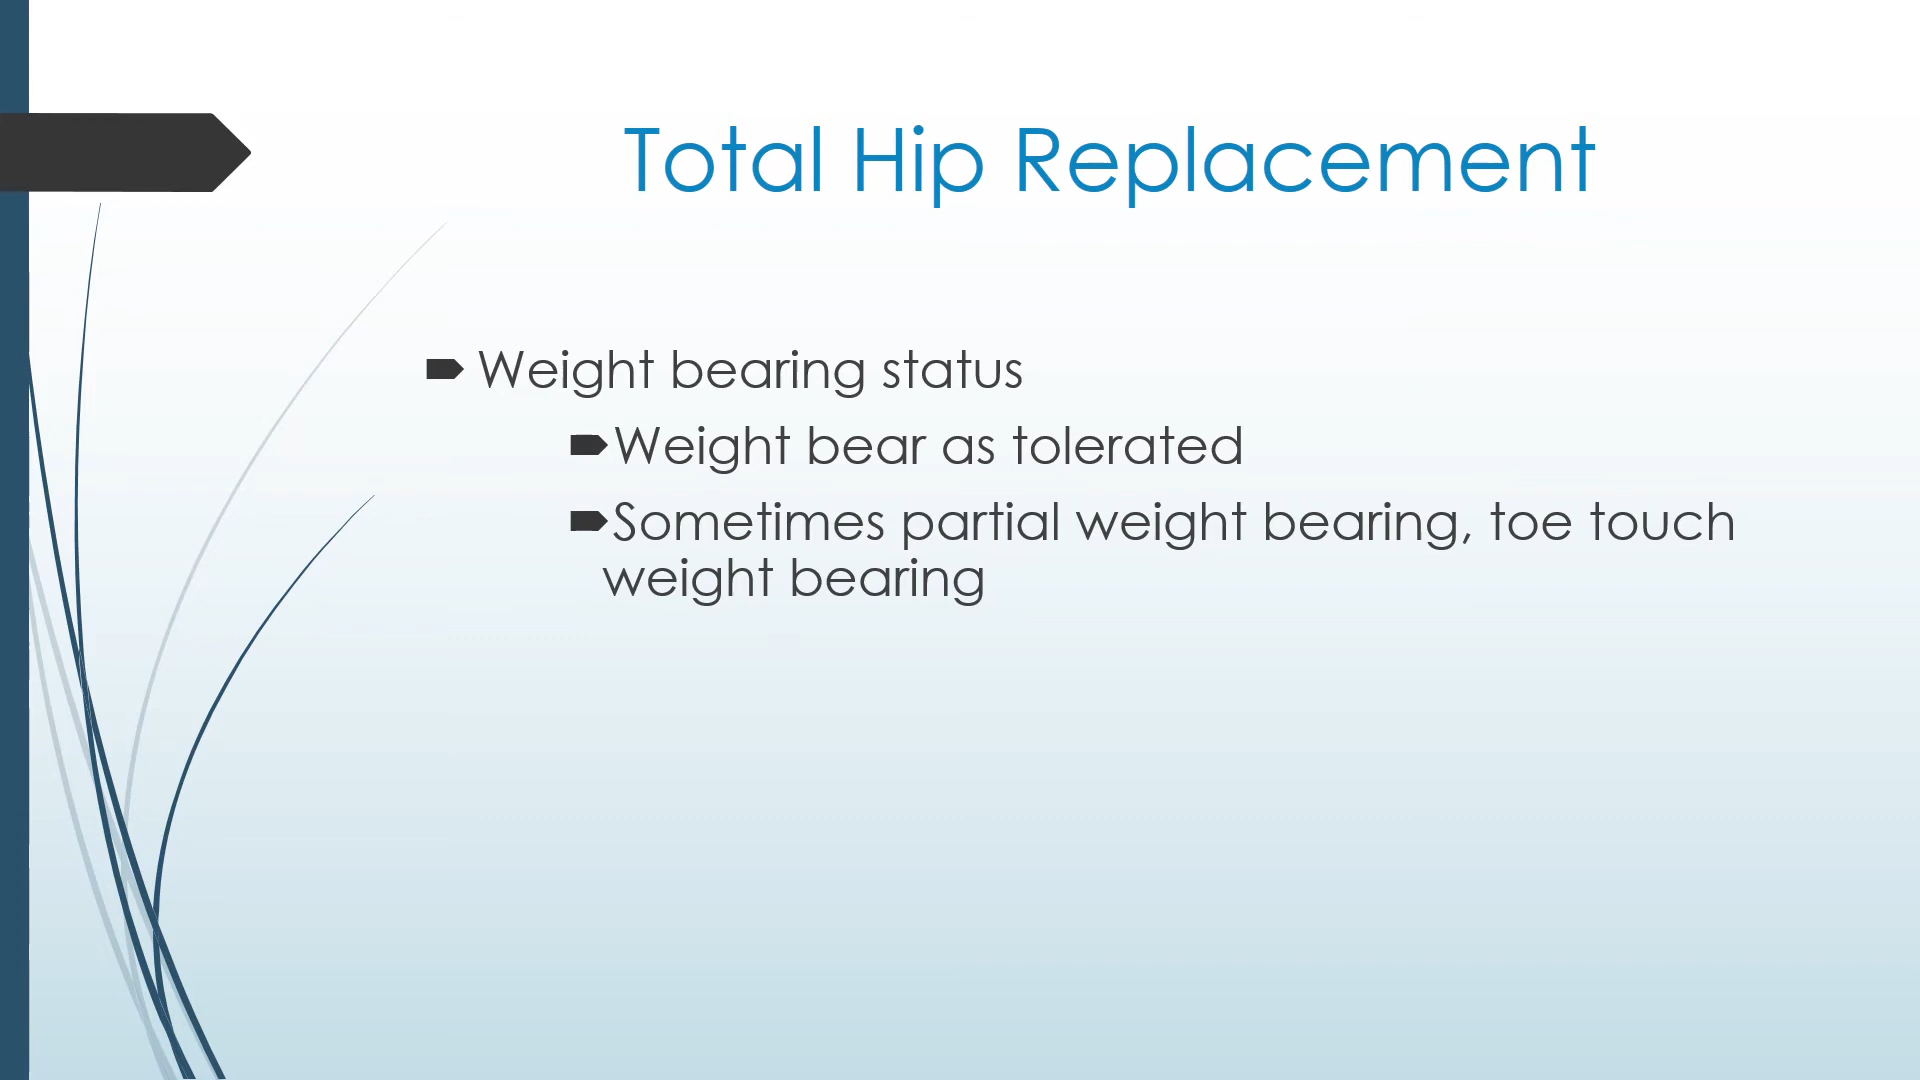 Total Hip Replacement
Weight bearing status
Weight bear as tolerated
Sometimes partial weight bearing, toe touch
weight bearing